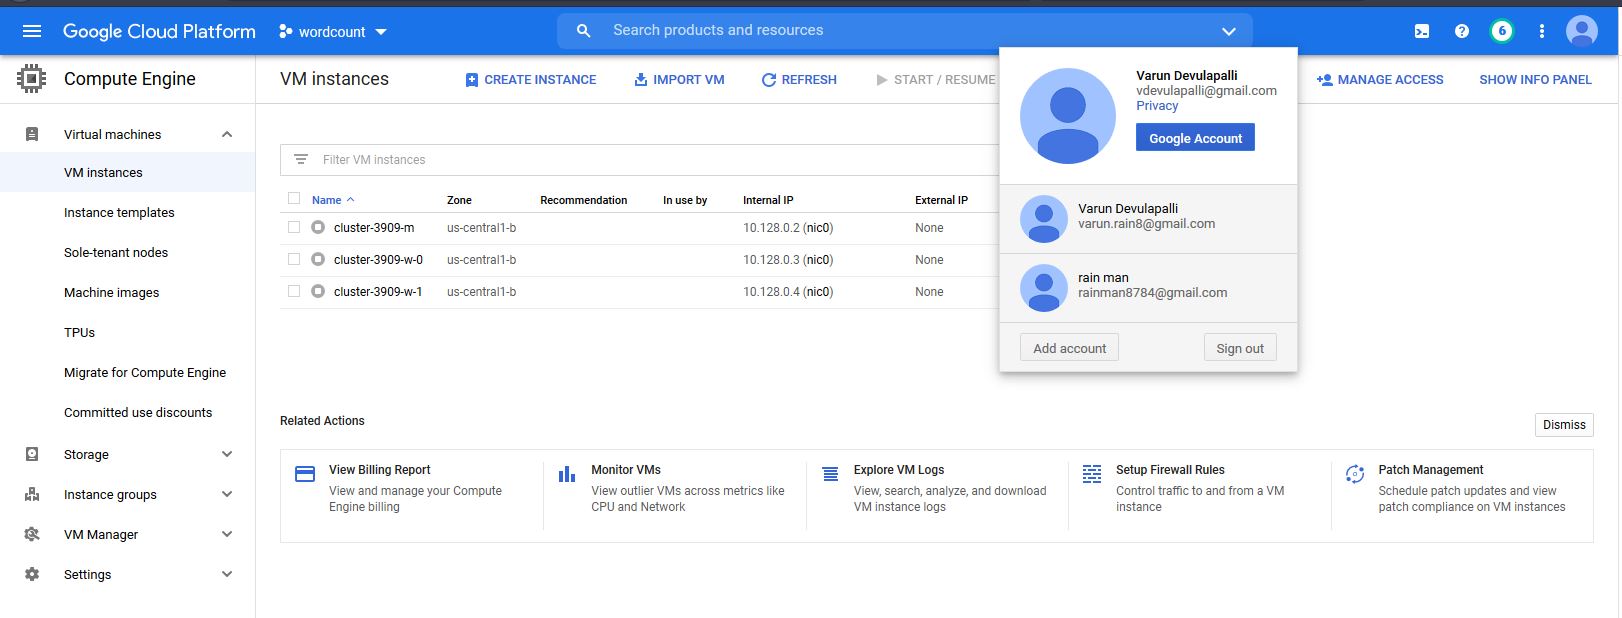 Google Cloud Platform
wordcount
Search products and resources
6
Compute Engine
VM instances
CREATE INSTANCE
IMPORT VM
REFRESH
START / RESUME
MANAGE ACCESS
SHOW INFO PANEL
Virtual machines
VM instances
Instance templates
Sole-tenant nodes
Machine images
TPUs
Migrate for Compute Engine
Committed use discounts
Storage
Instance groups
VM Manager
Settings
Filter VM instances
Name Zone Recommendation In use by Internal IP External IP
cluster-3909-m us-central1-b 10.128.0.2 (nic0) None
cluster-3909-w-0 us-central1-b 10.128.0.3 (nic0) None
cluster-3909-w-1 us-central1-b 10.128.0.4 (nic0) None
Varun Devulapalli
vdevulapalli@gmail.com
Privacy
Google Account
Varun Devulapalli
varun.rain8@gmail.com
rain man
rainman8784@gmail.com
Add account
Sign out
Related Actions
Dismiss
View Billing Report
View and manage your Compute
Engine billing
Monitor VMs
View outlier VMs across metrics like
CPU and Network
Explore VM Logs
View, search, analyze, and download
VM instance logs
Setup Firewall Rules
Control traffic to and from a VM
instance
Patch Management
Schedule patch updates and view
patch compliance on VM instances